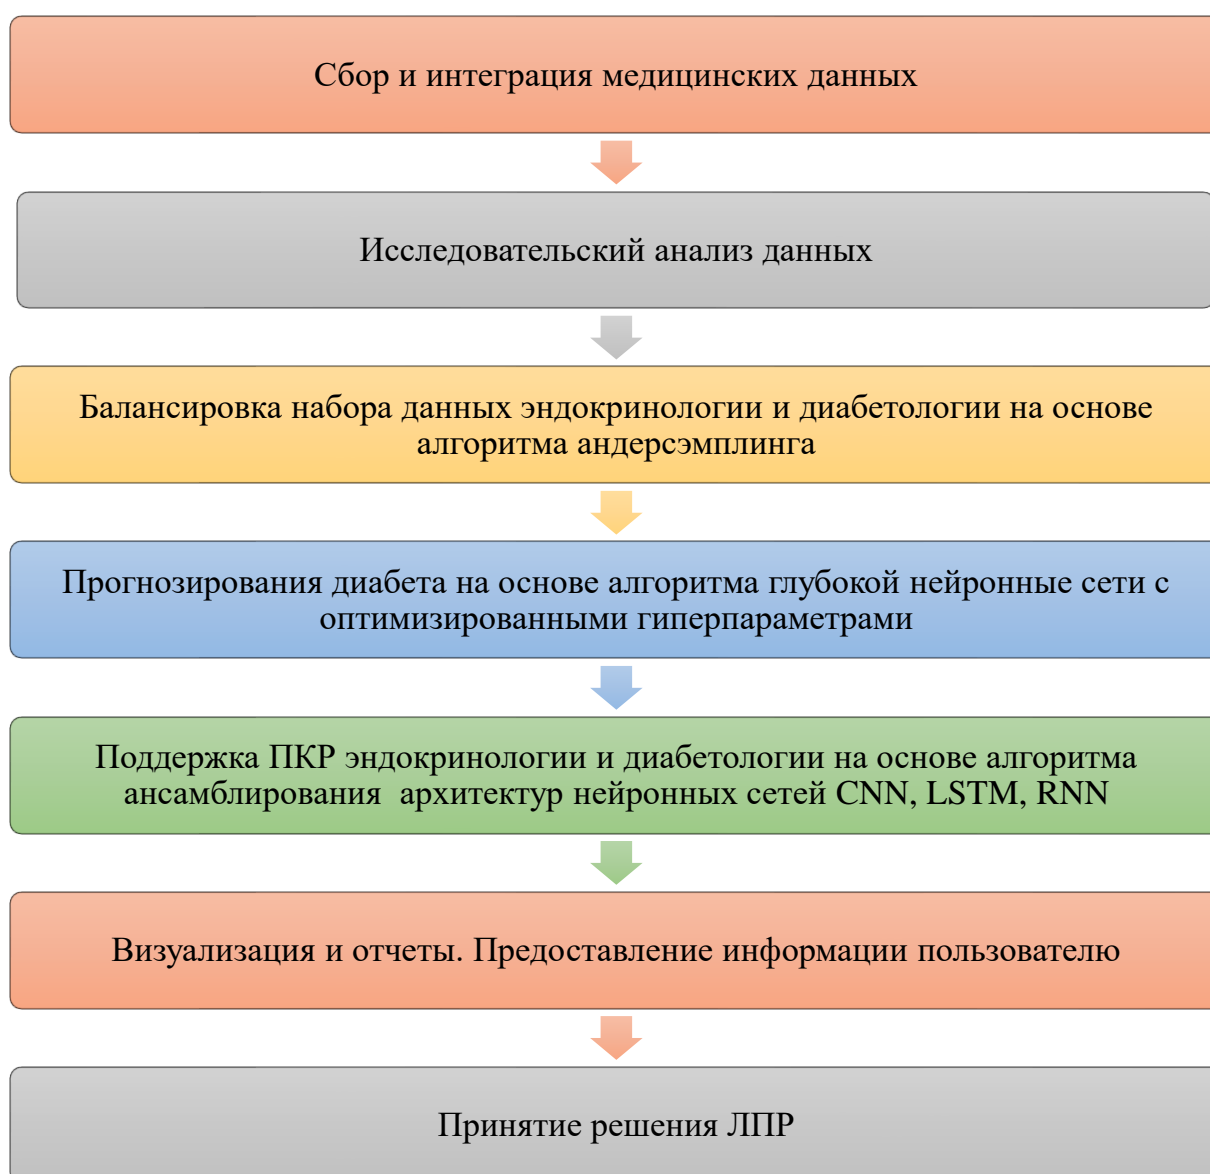 Сбор и интеграция медицинских данных
Исследовательский анализ данных
Балансировка набора данных эндокринологии и диабетологии на основе
алгоритма андерсэмплинга
Прогнозирования диабета на основе алгоритма глубокой нейронные сети с
оптимизированными гиперпараметрами
Поддержка ПКР эндокринологии и диабетологии на основе алгоритма
ансамблирования архитектур нейронных сетей CNN, LSTM, RNN
Визуализация и отчеты. Предоставление информации пользователю
Принятие решения ЛПР